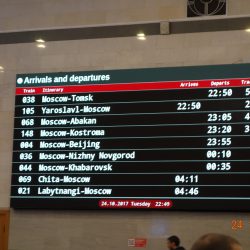 Arrivals and departures
Train Itinerary Arrives Departs
038 Moscow-Tomsk 22:50
105 Yaroslavl-Moscow 22:50
068 Moscow-Abakan 23:05
148 Moscow-Kostroma 23:20
004 Moscow-Beijing 23:55
036 Moscow-Nizhny Novgorod 00:10
044 Moscow-Khabarovsk 00:35
069 Chita-Moscow 04:11
021 Labytnangi-Moscow 04:46
24.10.2017 Tuesday 22:49